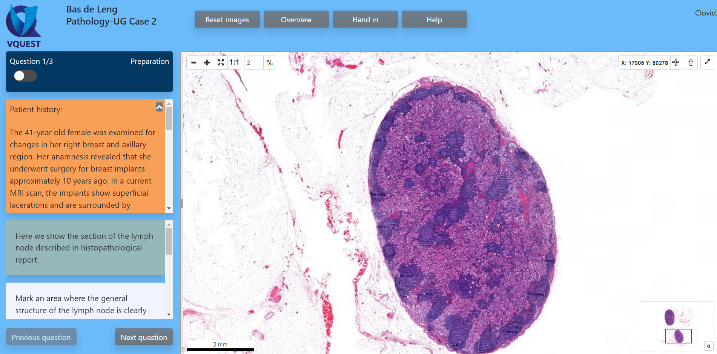 VQUEST
Bas de Leng
Pathology-UG Case 2
Reset images
Overview
Hand in
Help
Clovid
Question 1/3
Preparation
Patient history:
The 41-year old female was examined for
changes in her right breast and axillary
region. Her anamnesis revealed that she
underwent surgery for breast implants
approximately 10 years ago. In a current
MRI scan, the implants show superficial
lacerations and are surrounded by
Here we show the section of the lymph
node described in histopathological
report.
Mark an area where the general
structure of the lymph node is clearly
Previous question
Next question
1:1
2
%
X: 17906 Y: 80278
2 mm